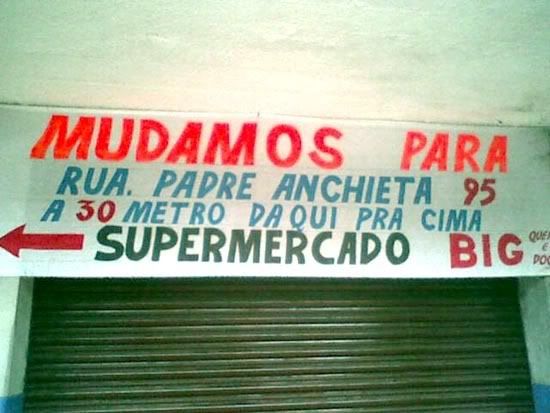 MUDAMOS PARA
RUA. PADRE ANCHIETA 95
A 30 METRO DAQUI PRA CIMA
SUPERMERCADO BIG